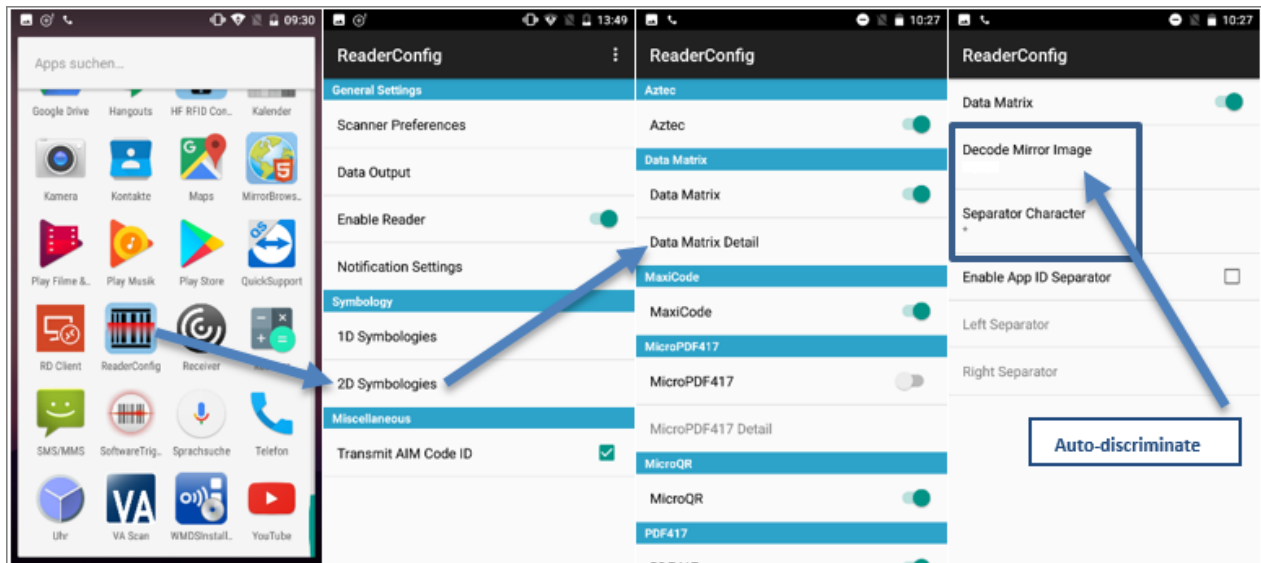 09:30
Apps suchen...
Google Drive
Hangouts
HF RFID Con..
Kalender
Kamera
Kontakte
Maps
MirrorBrows..
Play Filme &..
Play Musik
Play Store
QuickSupport
RD Client
ReaderConfig
Receiver
SMS/MMS
SoftwareTrig..
Sprachsuche
Telefon
Uhr
VA Scan
WMDSInstall..
YouTube
13:49
ReaderConfig
General Settings
Scanner Preferences
Data Output
Enable Reader
Notification Settings
Symbology
1D Symbologies
2D Symbologies
Miscellaneous
Transmit AIM Code ID
10:27
ReaderConfig
Aztec
Aztec
Data Matrix
Data Matrix
Data Matrix Detail
MaxiCode
MaxiCode
MicroPDF417
MicroPDF417
MicroPDF417 Detail
MicroQR
MicroQR
PDF417
10:27
ReaderConfig
Data Matrix
Decode Mirror Image
Separator Character
*
Enable App ID Separator
Left Separator
Right Separator
Auto-discriminate